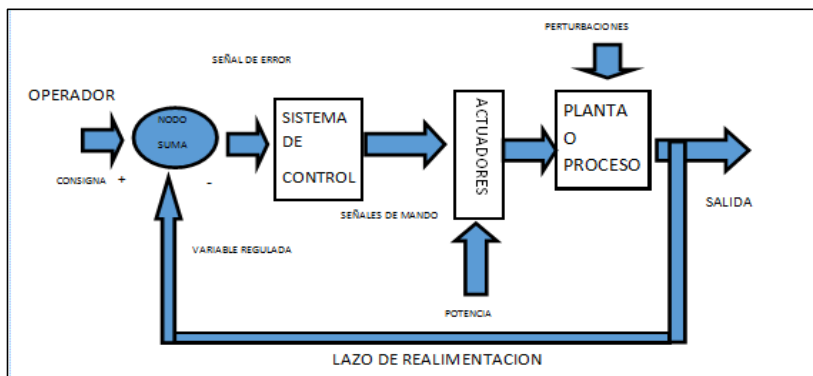 PERTURBACIONES
SEÑAL DE ERROR
OPERADOR
NODO
SUMA
CONSIGNA +
-
SISTEMA
DE
CONTROL
SEÑALES DE MANDO
ACTUADORES
PLANTA
O
PROCESO
SALIDA
VARIABLE REGULADA
POTENCIA
LAZO DE REALIMENTACION